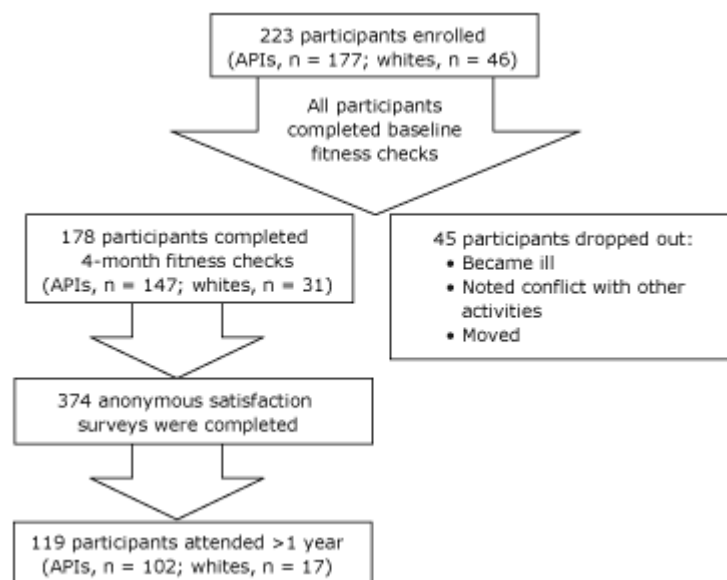 223 participants enrolled
(APIs, n = 177; whites, n = 46)
All participants
completed baseline
fitness checks
178 participants completed
4-month fitness checks
(APIs, n = 147; whites, n = 31)
45 participants dropped out:
• Became ill
• Noted conflict with other
activities
• Moved
374 anonymous satisfaction
surveys were completed
119 participants attended >1 year
(APIs, n = 102; whites, n = 17)